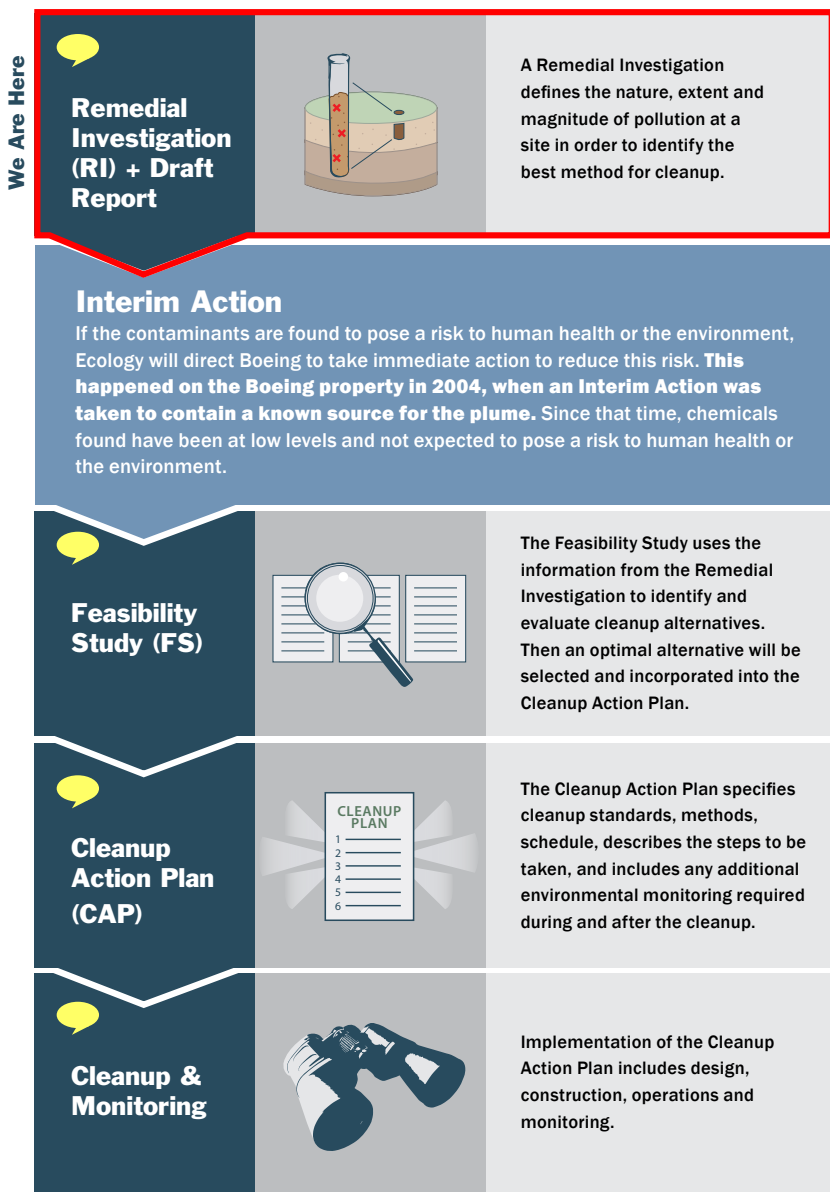 We Are Here
Remedial
Investigation
(RI) + Draft
Report
A Remedial Investigation
defines the nature, extent and
magnitude of pollution at a
site in order to identify the
best method for cleanup.
Interim Action
If the contaminants are found to pose a risk to human health or the environment,
Ecology will direct Boeing to take immediate action to reduce this risk. This
happened on the Boeing property in 2004, when an Interim Action was
taken to contain a known source for the plume. Since that time, chemicals
found have been at low levels and not expected to pose a risk to human health or
the environment.
Feasibility
Study (FS)
The Feasibility Study uses the
information from the Remedial
Investigation to identify and
evaluate cleanup alternatives.
Then an optimal alternative will be
selected and incorporated into the
Cleanup Action Plan.
Cleanup
Action Plan
(CAP)
CLEANUP
PLAN
1
2
3
4
5
6
The Cleanup Action Plan specifies
cleanup standards, methods,
schedule, describes the steps to be
taken, and includes any additional
environmental monitoring required
during and after the cleanup.
Cleanup &
Monitoring
Implementation of the Cleanup
Action Plan includes design,
construction, operations and
monitoring.